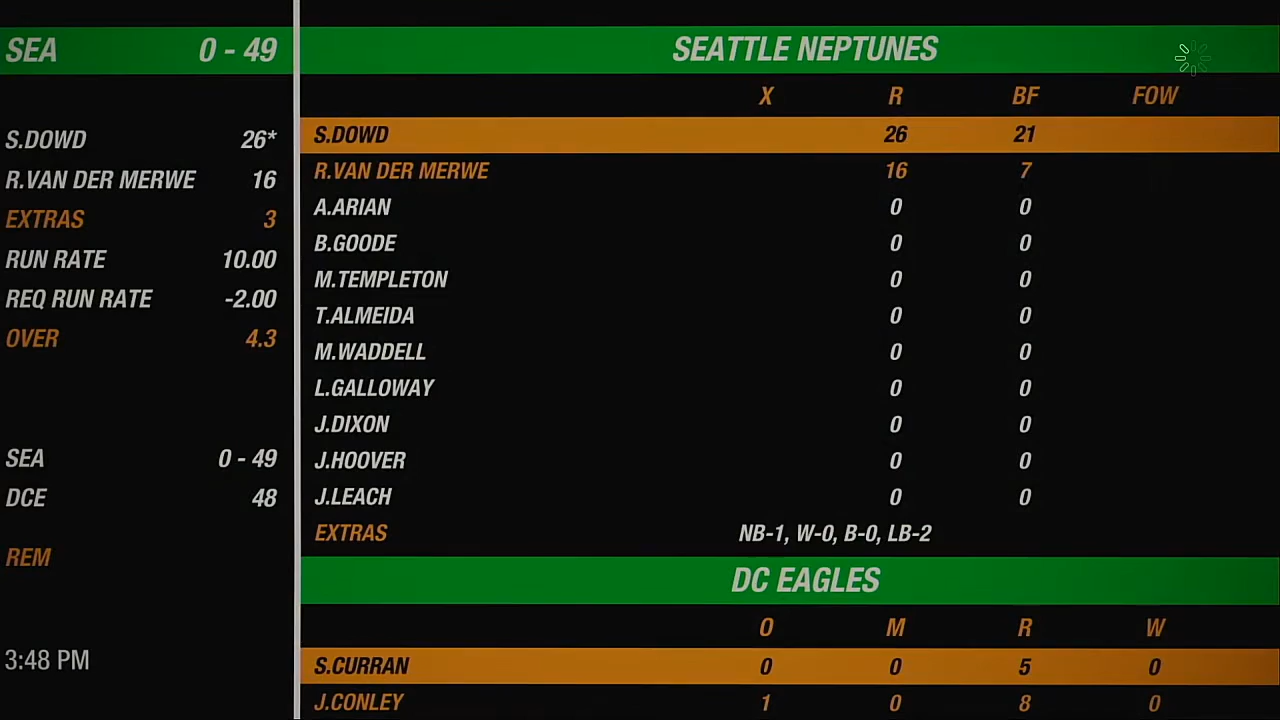 SEA 0 - 49
S.DOWD 26*
R.VAN DER MERWE 16
EXTRAS 3
RUN RATE 10.00
REQ RUN RATE -2.00
OVER 4.3
SEA 0 - 49
DCE 48
REM
3:48 PM
SEATTLE NEPTUNES
X R BF FOW
S.DOWD 26 21
R.VAN DER MERWE 16 7
A.ARIAN 0 0
B.GOODE 0 0
M.TEMPLETON 0 0
T.ALMEIDA 0 0
M.WADDELL 0 0
L.GALLOWAY 0 0
J.DIXON 0 0
J.HOOVER 0 0
J.LEACH 0 0
EXTRAS NB-1, W-0, B-0, LB-2
DC EAGLES
O M R W
S.CURRAN 0 0 5 0
J.CONLEY 1 0 8 0